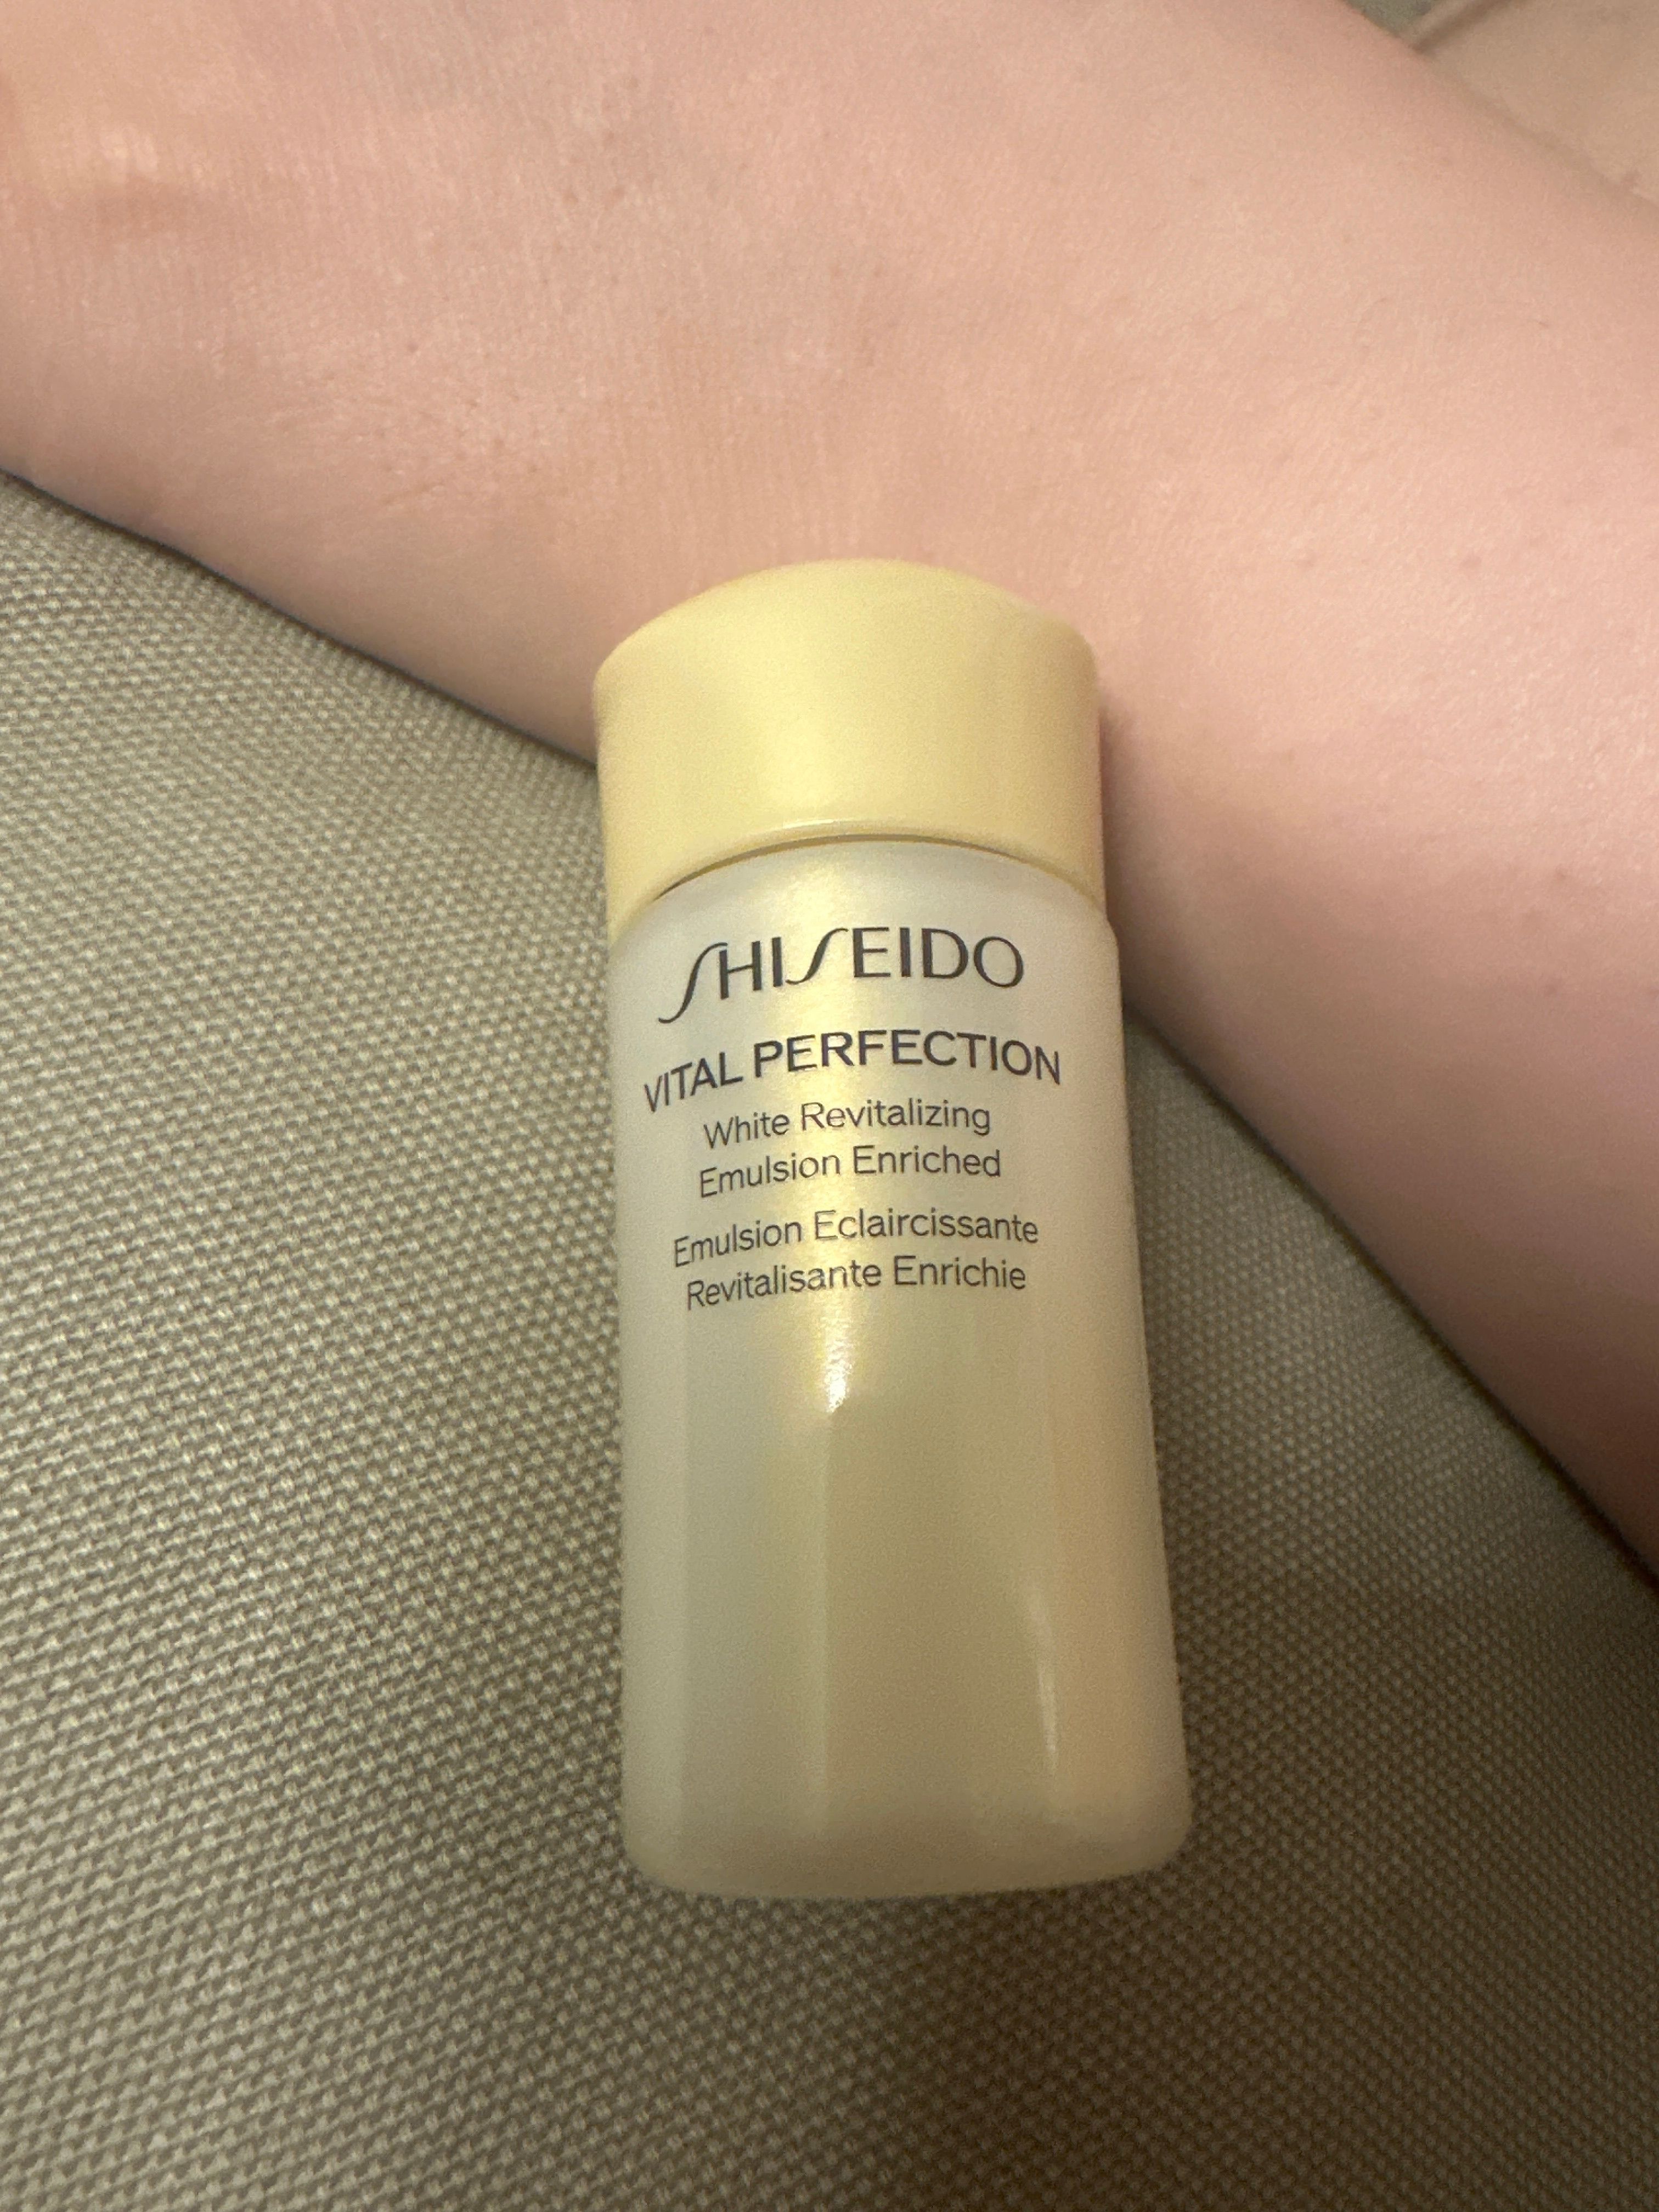 SHISEIDO
VITAL PERFECTION
White Revitalizing
Emulsion Enriched
Emulsion Eclaircissante
Revitalisante Enrichie